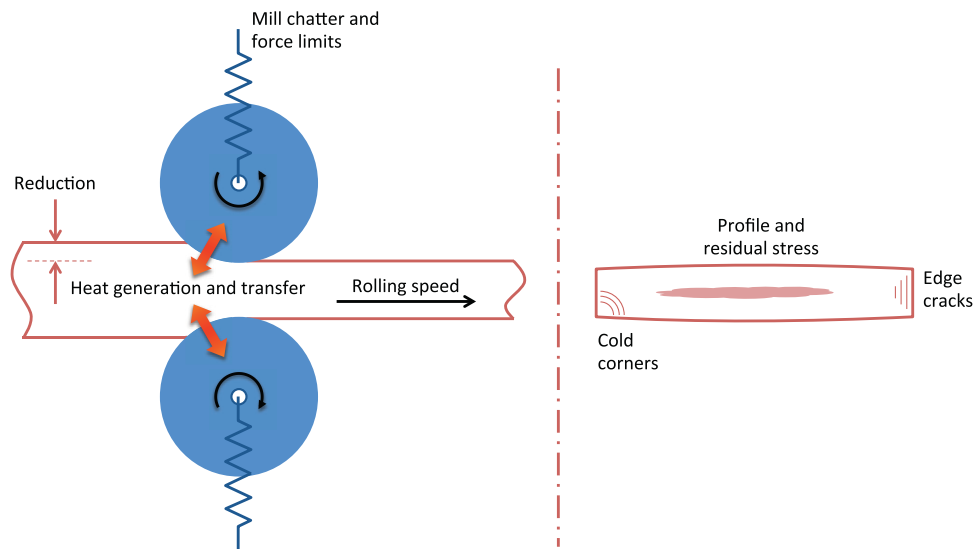 Mill chatter and
force limits
Reduction
Heat generation and transfer
Rolling speed
Profile and
residual stress
Edge
cracks
Cold
corners